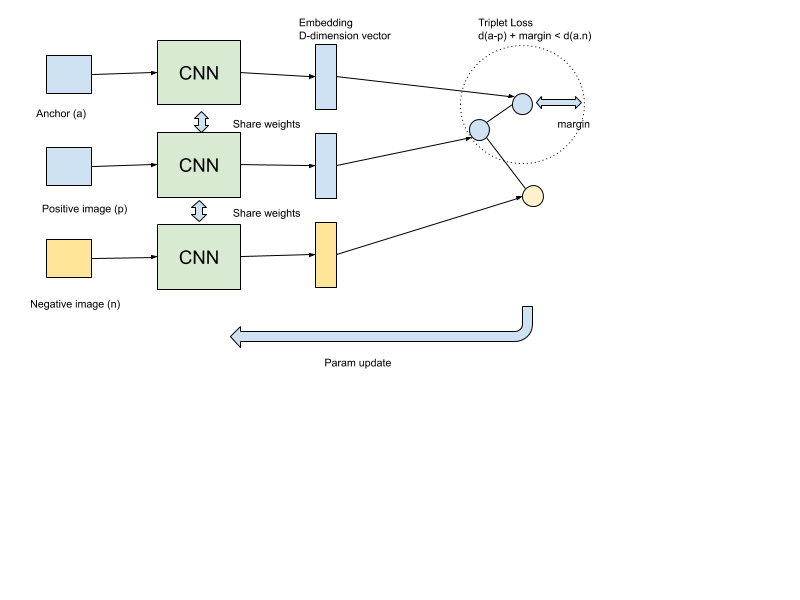 Embedding
D-dimension vector
Triplet Loss
d(a-p) + margin < d(a.n)
CNN
Anchor (a)
Share weights
margin
CNN
Positive image (p)
Share weights
CNN
Negative image (n)
Param update